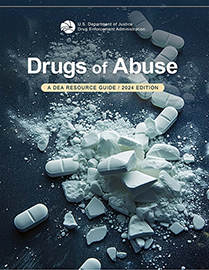 U.S. Department of Justice
Drug Enforcement Administration
Drugs of Abuse
A DEA RESOURCE GUIDE / 2024 EDITION